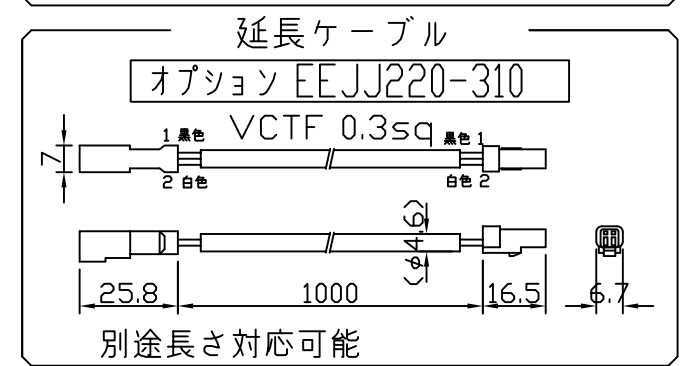 延長ケーブル
オプション EEJJ220-310
VCTF 0.3sq
1 黒色
黒色 1
7
2 白色
白色 2
(φ4.6)
25.8
1000
16.5
6.7
別途長さ対応可能